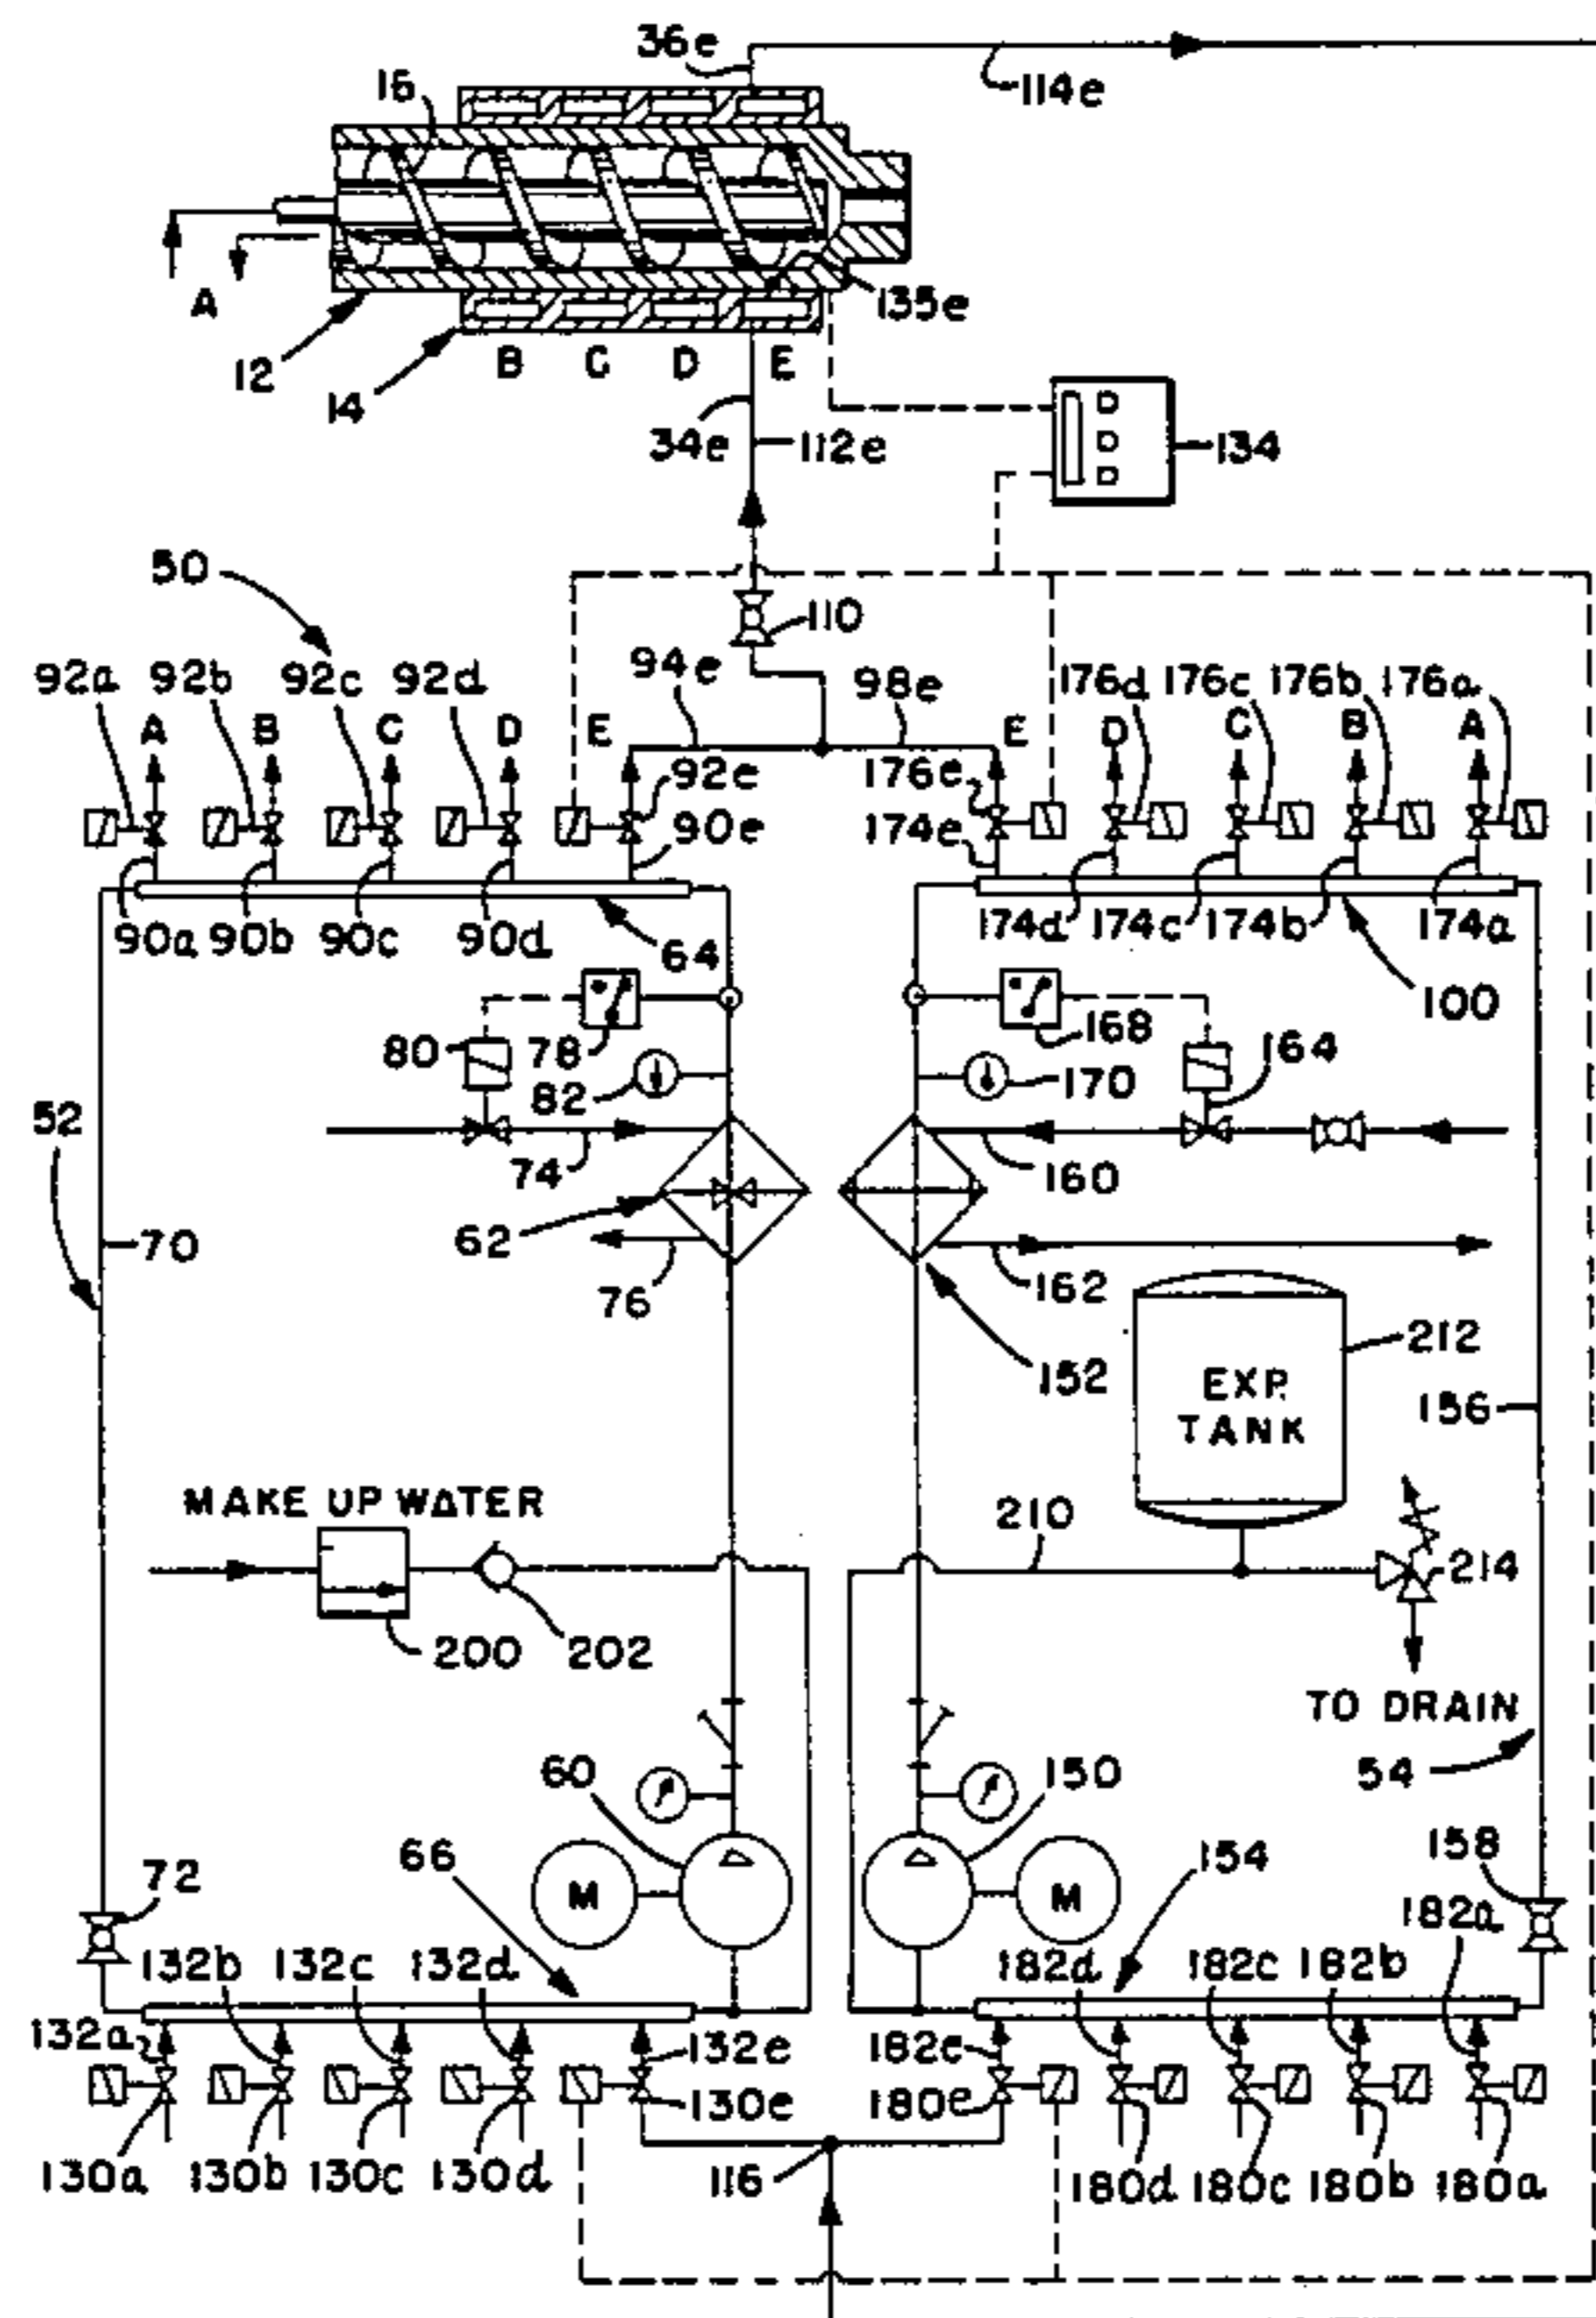 36e
114e
16
A
135e
12
14
B C D E
34e
112e
134
50
110
92a 92b 92c 92d 94e 98e 176d 176c 176b 176a
A B C D E E D C B A
92e 176e
90e 174e
90a 90b 90c 90d 64 174d 174c 174b 174a
100
80 78 168 164
82 170
52
74 160
70 62
76 162
152
212
EXP.
TANK
156
MAKE UP WATER
210
214
200 202
TO DRAIN
60 150 54
66 154 158
72
M M
182a
132b 132c 132d 182d 182c 182b
132a 132e 182e
130e 180e
130a 130b 130c 130d 116 180d 180c 180b 180a